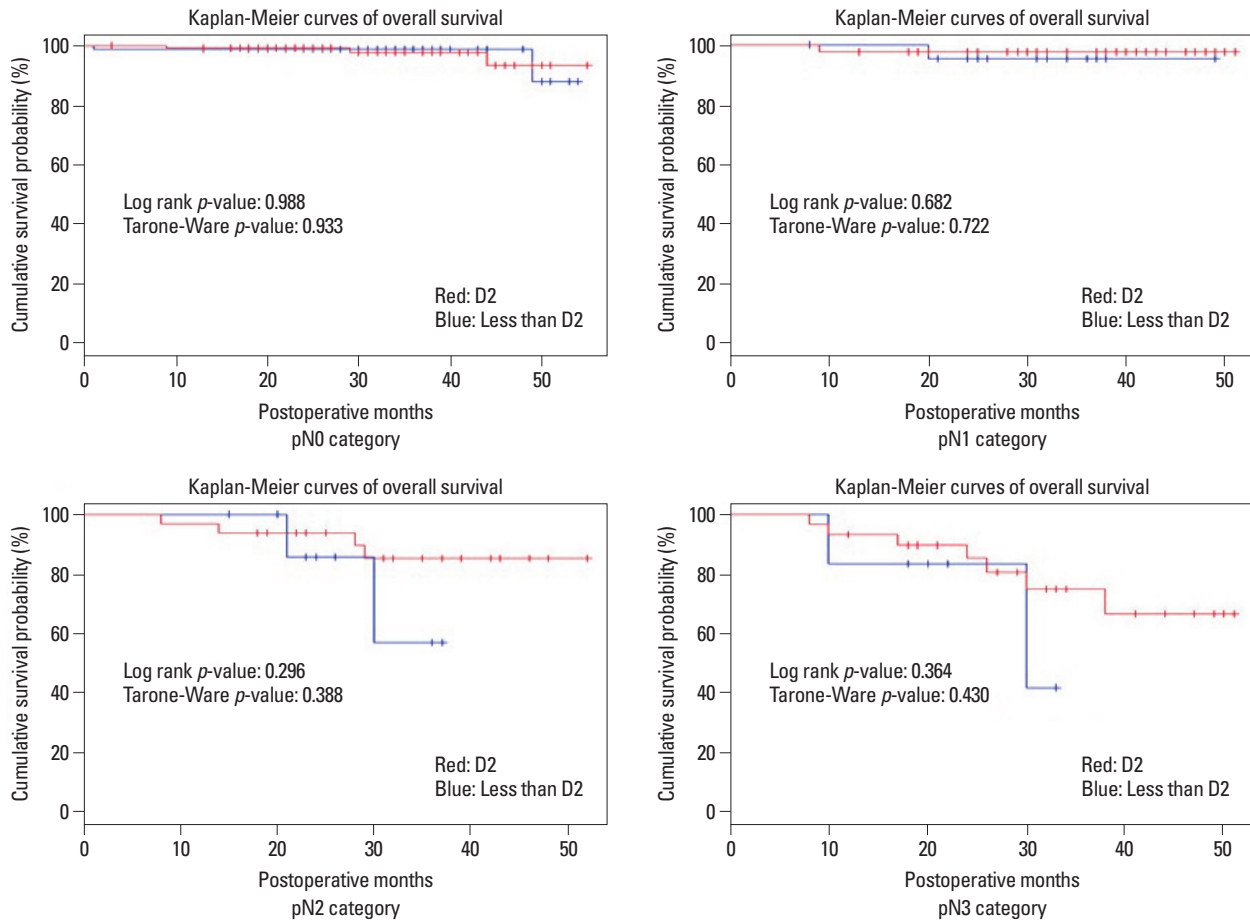 Kaplan-Meier curves of overall survival
Cumulative survival probability (%)
100
80
60
40
20
0
Log rank p-value: 0.988
Tarone-Ware p-value: 0.933
Red: D2
Blue: Less than D2
0 10 20 30 40 50
Postoperative months
pN0 category
Kaplan-Meier curves of overall survival
Cumulative survival probability (%)
100
80
60
40
20
0
Log rank p-value: 0.682
Tarone-Ware p-value: 0.722
Red: D2
Blue: Less than D2
0 10 20 30 40 50
Postoperative months
pN1 category
Kaplan-Meier curves of overall survival
Cumulative survival probability (%)
100
80
60
40
20
0
Log rank p-value: 0.296
Tarone-Ware p-value: 0.388
Red: D2
Blue: Less than D2
0 10 20 30 40 50
Postoperative months
pN2 category
Kaplan-Meier curves of overall survival
Cumulative survival probability (%)
100
80
60
40
20
0
Log rank p-value: 0.364
Tarone-Ware p-value: 0.430
Red: D2
Blue: Less than D2
0 10 20 30 40 50
Postoperative months
pN3 category